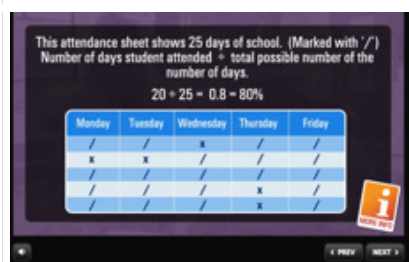 This attendance sheet shows 25 days of school. (Marked with '/')
Number of days student attended ÷ total possible number of the
number of days.
20 ÷ 25 = 0.8 = 80%
Monday Tuesday Wednesday Thursday Friday
/ / x / /
x x / / /
/ / / / /
/ / / x /
/ / / x /
i
MORE INFO
< PREV NEXT >